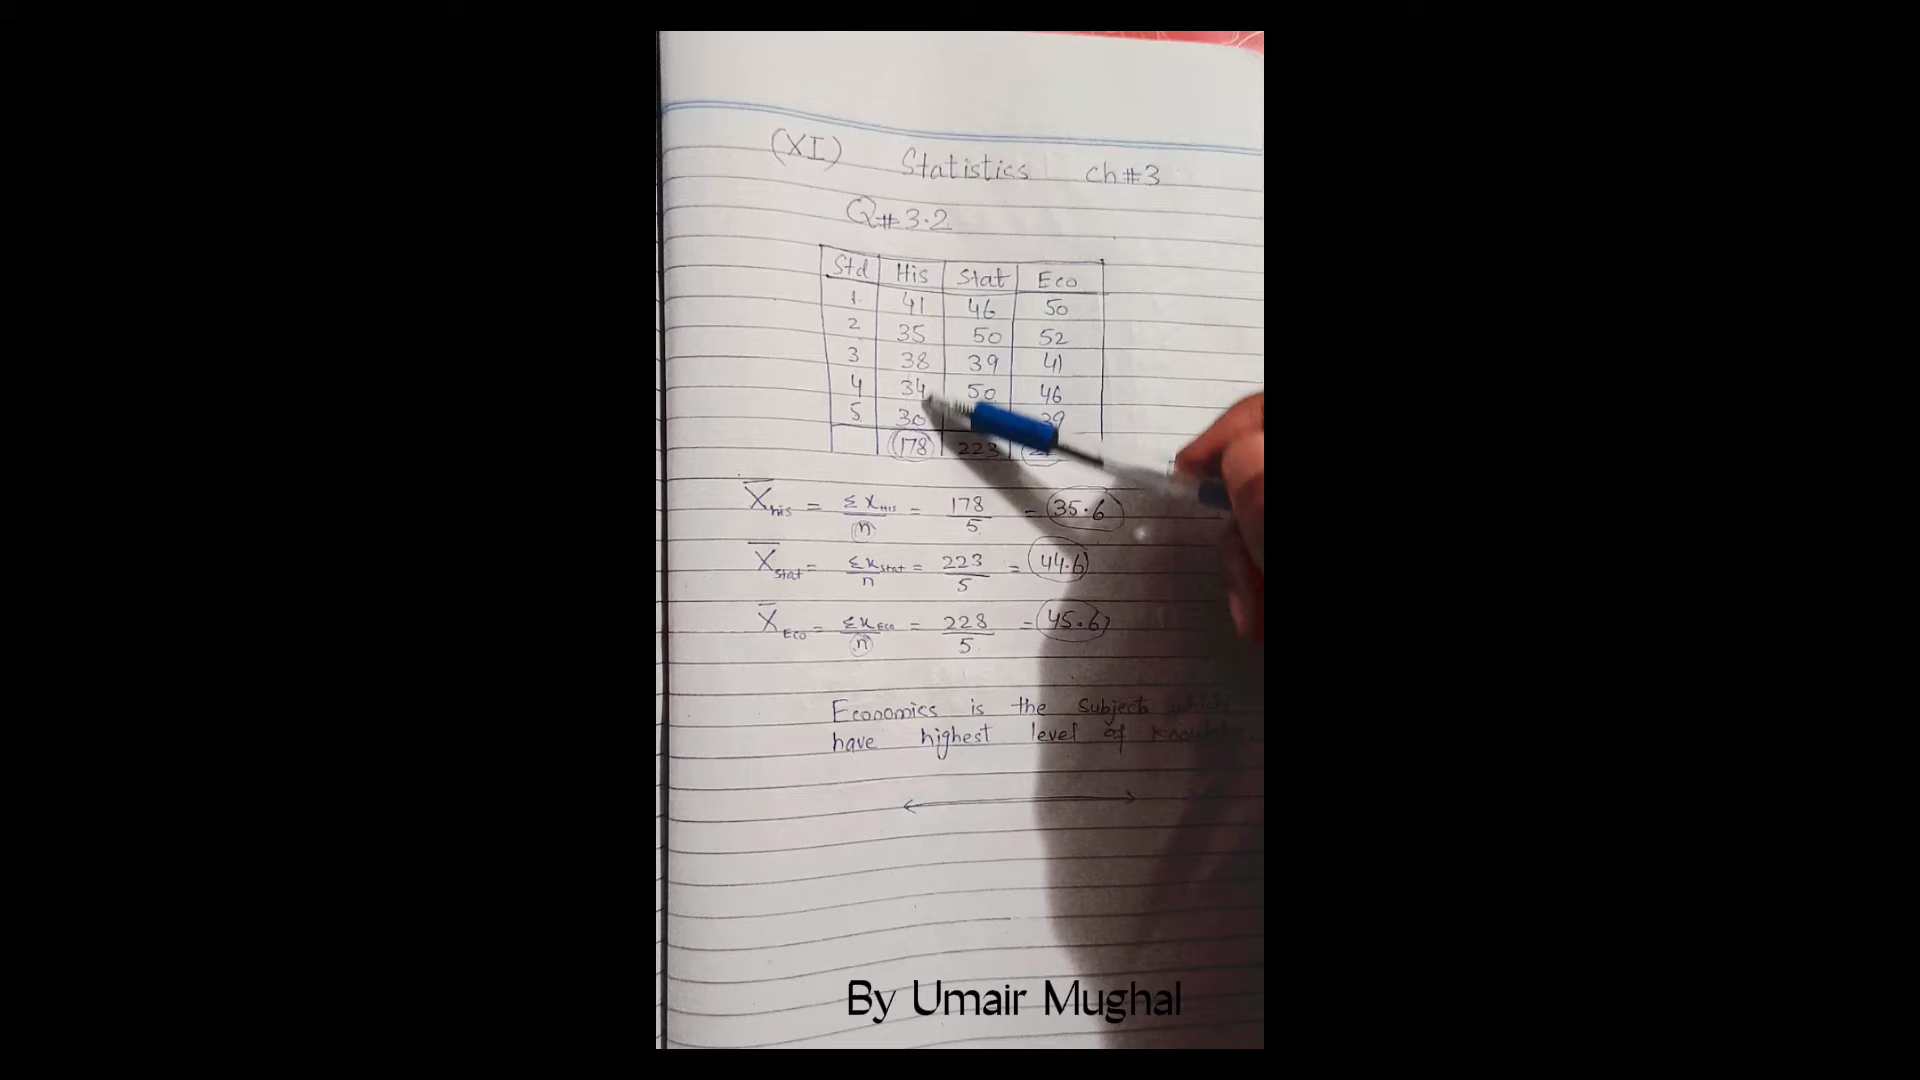 (XI) Statistics Ch#3
Q#3.2
Std His Stat Eco
1 41 46 50
2 35 50 52
3 38 39 41
4 34 50 46
5 30 39
178 223
X̄his = ΣXHis/n = 178/5 = 35.6
X̄stat = Σxstat/n = 223/5 = 44.6
X̄Eco = ΣxEco/n = 228/5 = 45.6
Economics is the subject which
have highest level of
By Umair Mughal